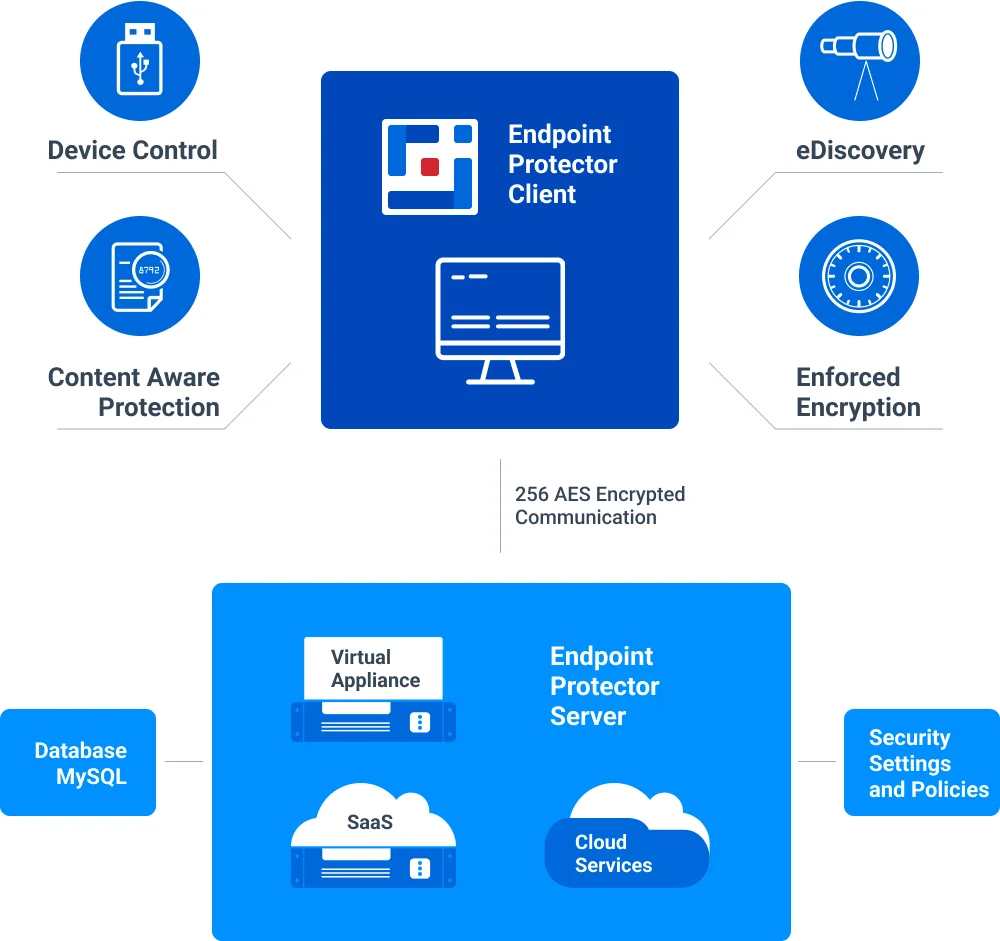 Device Control
eDiscovery
Endpoint
Protector
Client
8792
Content Aware
Protection
Enforced
Encryption
256 AES Encrypted
Communication
Virtual
Appliance
Endpoint
Protector
Server
Database
MySQL
Security
Settings
and Policies
SaaS
Cloud
Services